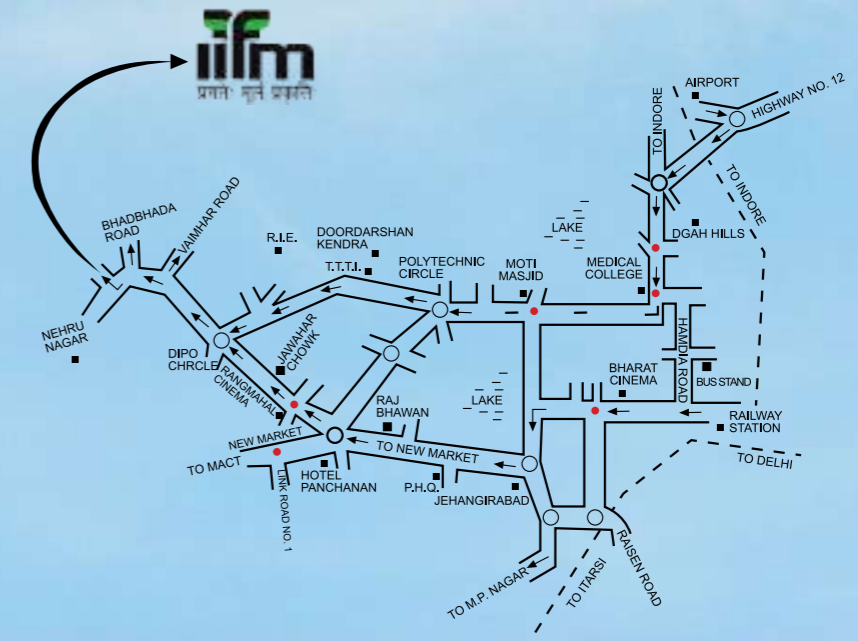 iifm
प्रगतेः मूलं प्रकृतिः
AIRPORT
HIGHWAY NO. 12
TO INDORE
TO INDORE
DGAH HILLS
LAKE
MEDICAL
COLLEGE
MOTI
MASJID
POLYTECHNIC
CIRCLE
DOORDARSHAN
KENDRA
T.T.T.I.
R.I.E.
VAIMHAR ROAD
BHADBHADA
ROAD
NEHRU
NAGAR
DIPO
CHRCLE
JAWAHAR
CHOWK
RANGMAHAL
CINEMA
RAJ
BHAWAN
LAKE
BHARAT
CINEMA
HAMDIA ROAD
BUS STAND
RAILWAY
STATION
TO DELHI
NEW MARKET
TO MACT
TO NEW MARKET
HOTEL
PANCHANAN
LINK ROAD NO. 1
P.H.Q.
JEHANGIRABAD
TO M.P. NAGAR
TO ITARSI
RAISEN ROAD